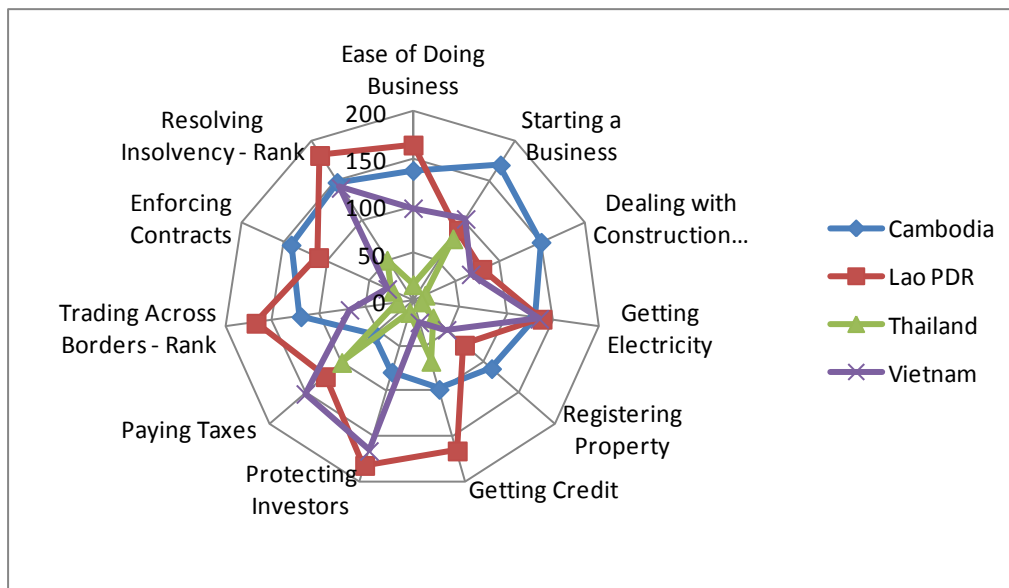 Ease of Doing
Business
Starting a
Business
Dealing with
Construction...
Getting
Electricity
Registering
Property
Getting Credit
Protecting
Investors
Paying Taxes
Trading Across
Borders - Rank
Enforcing
Contracts
Resolving
Insolvency - Rank
200
150
100
50
0
Cambodia
Lao PDR
Thailand
Vietnam